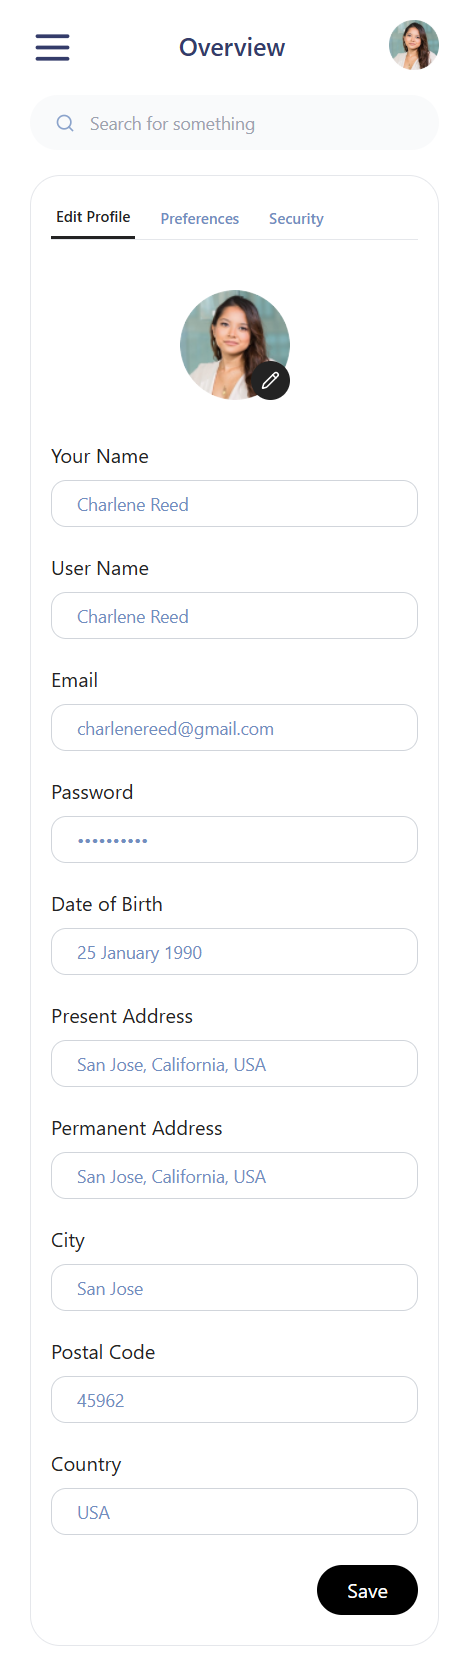 Overview
Search for something
Edit Profile Preferences Security
Your Name
Charlene Reed
User Name
Charlene Reed
Email
charlenereed@gmail.com
Password
••••••••••
Date of Birth
25 January 1990
Present Address
San Jose, California, USA
Permanent Address
San Jose, California, USA
City
San Jose
Postal Code
45962
Country
USA
Save